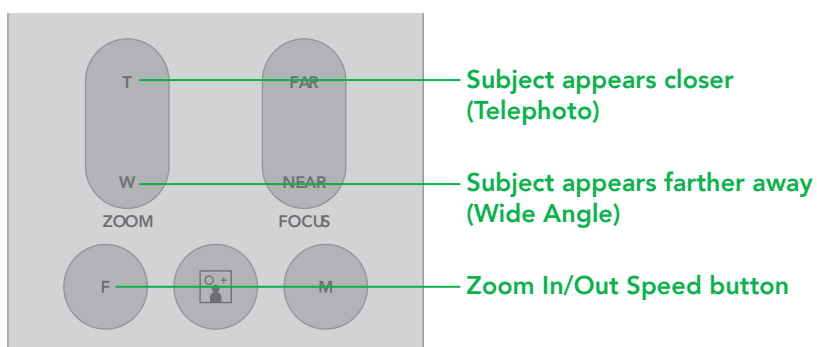 T
FAR
Subject appears closer
(Telephoto)
W
NEAR
Subject appears farther away
(Wide Angle)
ZOOM
FOCUS
F
M
Zoom In/Out Speed button